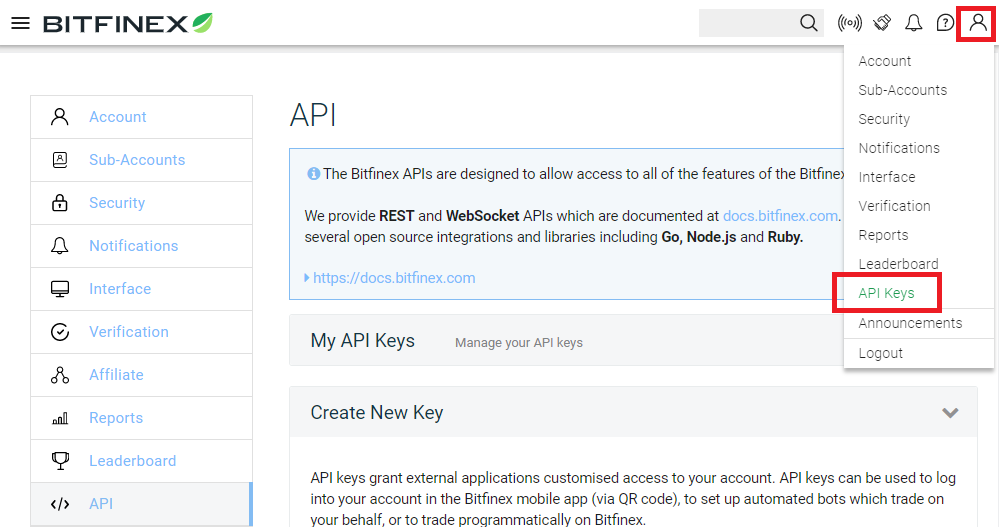 BITFINEX
Account
Sub-Accounts
Security
Notifications
Interface
Verification
Reports
Leaderboard
API Keys
Announcements
Logout
Account
Sub-Accounts
Security
Notifications
Interface
Verification
Affiliate
Reports
Leaderboard
API
API
The Bitfinex APIs are designed to allow access to all of the features of the Bitfinex
We provide REST and WebSocket APIs which are documented at docs.bitfinex.com.
several open source integrations and libraries including Go, Node.js and Ruby.
https://docs.bitfinex.com
My API Keys Manage your API keys
Create New Key
API keys grant external applications customised access to your account. API keys can be used to log
into your account in the Bitfinex mobile app (via QR code), to set up automated bots which trade on
your behalf, or to trade programmatically on Bitfinex.